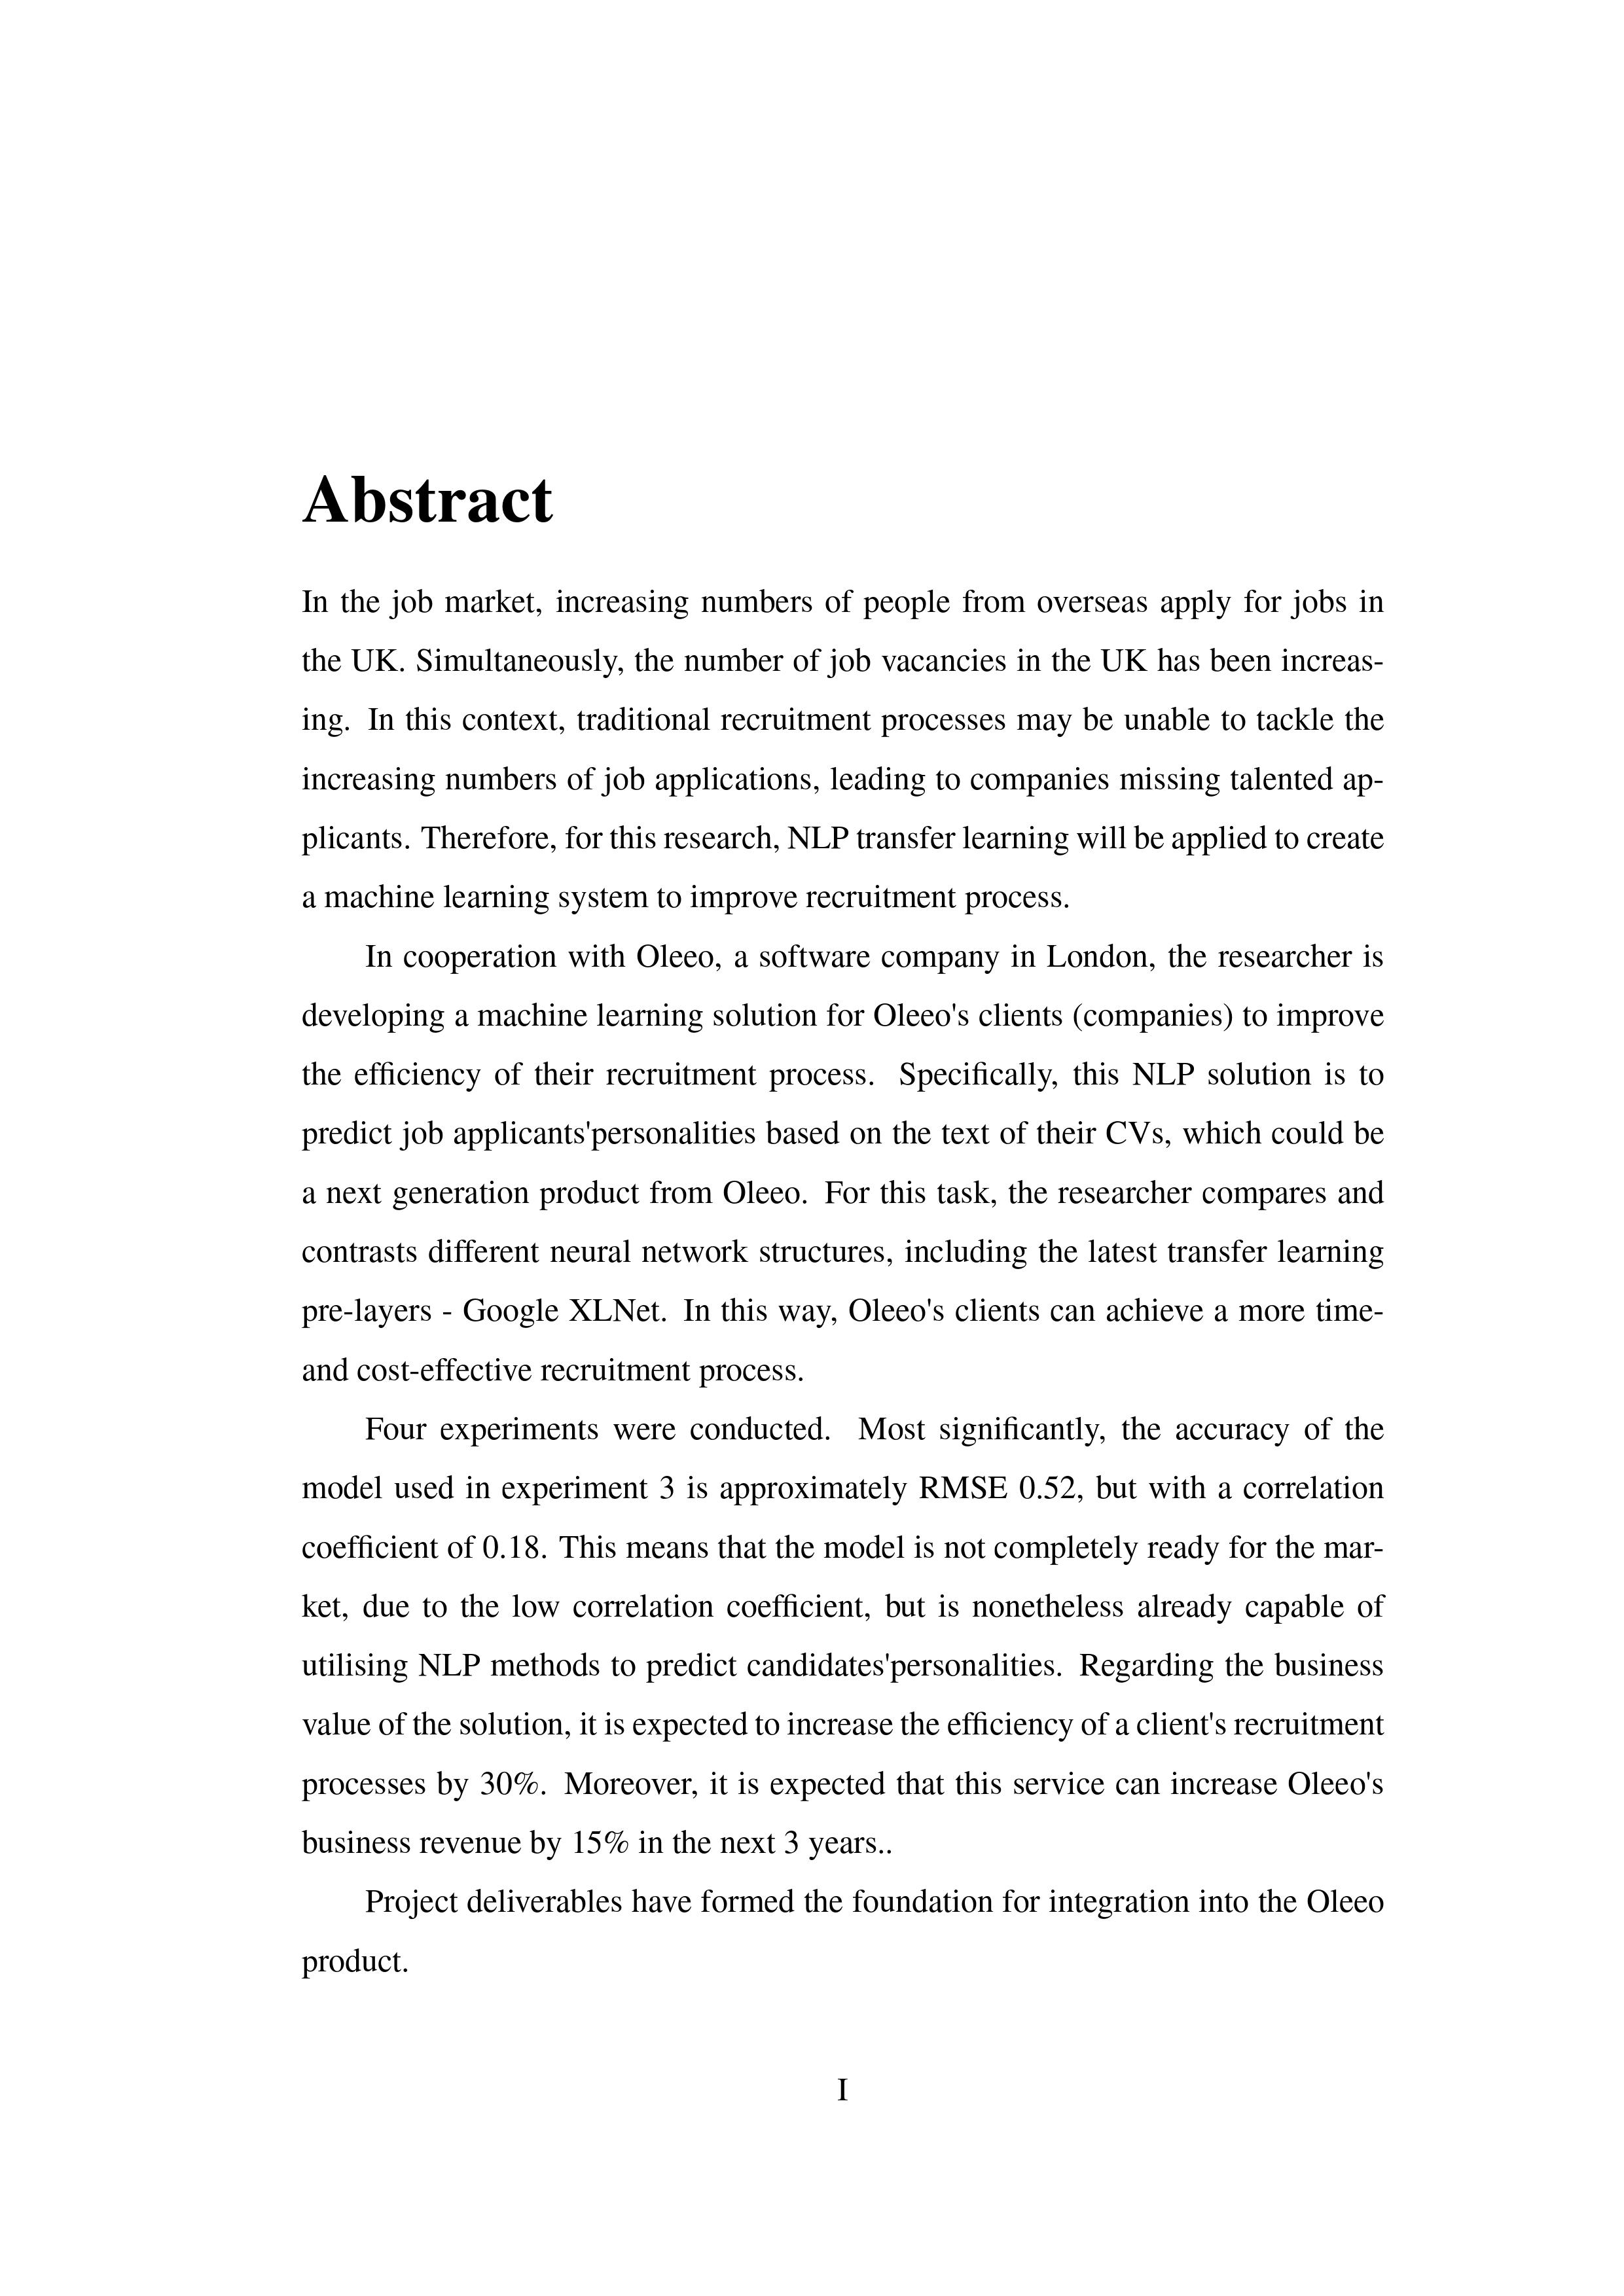 Abstract
In the job market, increasing numbers of people from overseas apply for jobs in
the UK. Simultaneously, the number of job vacancies in the UK has been increas-
ing. In this context, traditional recruitment processes may be unable to tackle the
increasing numbers of job applications, leading to companies missing talented ap-
plicants. Therefore, for this research, NLP transfer learning will be applied to create
a machine learning system to improve recruitment process.
In cooperation with Oleeo, a software company in London, the researcher is
developing a machine learning solution for Oleeo's clients (companies) to improve
the efficiency of their recruitment process. Specifically, this NLP solution is to
predict job applicants'personalities based on the text of their CVs, which could be
a next generation product from Oleeo. For this task, the researcher compares and
contrasts different neural network structures, including the latest transfer learning
pre-layers - Google XLNet. In this way, Oleeo's clients can achieve a more time-
and cost-effective recruitment process.
Four experiments were conducted. Most significantly, the accuracy of the
model used in experiment 3 is approximately RMSE 0.52, but with a correlation
coefficient of 0.18. This means that the model is not completely ready for the mar-
ket, due to the low correlation coefficient, but is nonetheless already capable of
utilising NLP methods to predict candidates'personalities. Regarding the business
value of the solution, it is expected to increase the efficiency of a client's recruitment
processes by 30%. Moreover, it is expected that this service can increase Oleeo's
business revenue by 15% in the next 3 years..
Project deliverables have formed the foundation for integration into the Oleeo
product.
I